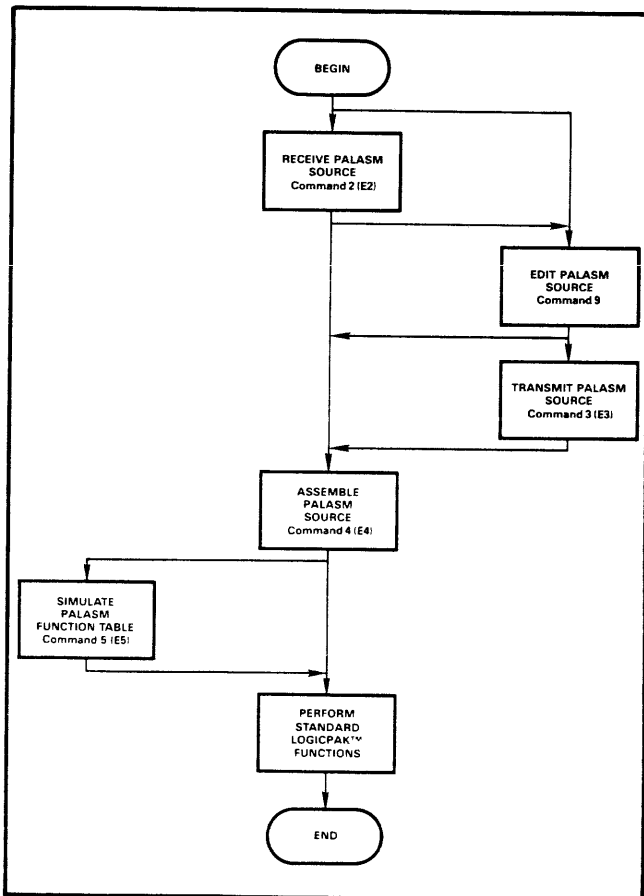 BEGIN
RECEIVE PALASM
SOURCE
Command 2 (E2)
EDIT PALASM
SOURCE
Command 9
TRANSMIT PALASM
SOURCE
Command 3 (E3)
ASSEMBLE
PALASM
SOURCE
Command 4 (E4)
SIMULATE
PALASM
FUNCTION TABLE
Command 5 (E5)
PERFORM
STANDARD
LOGICPAK™
FUNCTIONS
END